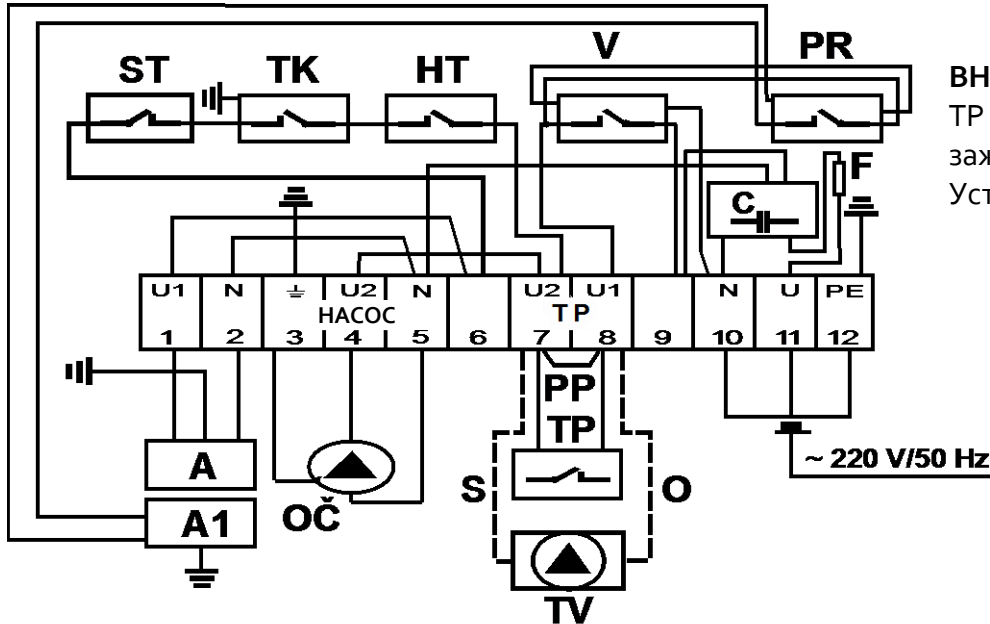 V PR
ST TK HT
ВН
ТР
заж
Уст
F
C
U1 N U2 N U2 U1 N U PE
НАСОС Т Р
1 2 3 4 5 6 7 8 9 10 11 12
PP
TP
A
~ 220 V/50 Hz
S O
OČ
A1
TV